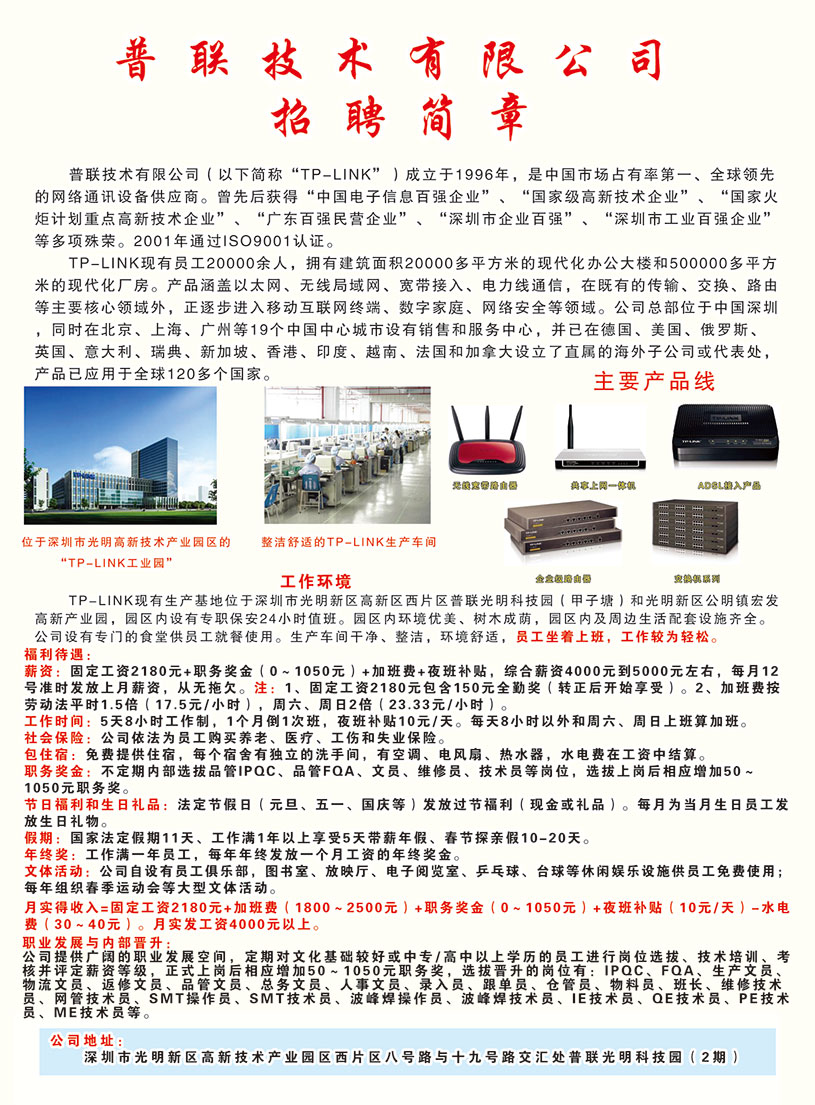 普联技术有限公司
招聘简章
普联技术有限公司（以下简称“TP-LINK”）成立于1996年，是中国市场占有率第一、全球领先
的网络通讯设备供应商。曾先后获得“中国电子信息百强企业”、“国家级高新技术企业”、“国家火
炬计划重点高新技术企业”、“广东百强民营企业”、“深圳市企业百强”、“深圳市工业百强企业”
等多项殊荣。2001年通过ISO9001认证。
TP-LINK现有员工20000余人，拥有建筑面积20000多平方米的现代化办公大楼和500000多平方
米的现代化厂房。产品涵盖以太网、无线局域网、宽带接入、电力线通信，在既有的传输、交换、路由
等主要核心领域外，正逐步进入移动互联网终端、数字家庭、网络安全等领域。公司总部位于中国深圳
，同时在北京、上海、广州等19个中国中心城市设有销售和服务中心，并已在德国、美国、俄罗斯、
英国、意大利、瑞典、新加坡、香港、印度、越南、法国和加拿大设立了直属的海外子公司或代表处，
产品已应用于全球120多个国家。
主要产品线
TP-LINK
无线宽带路由器
共享上网一体机
ADSL接入产品
位于深圳市光明高新技术产业园区的
“TP-LINK工业园”
整洁舒适的TP-LINK生产车间
企业级路由器
交换机系列
工作环境
TP-LINK现有生产基地位于深圳市光明新区高新区西片区普联光明科技园（甲子塘）和光明新区公明镇宏发
高新产业园，园区内设有专职保安24小时值班。园区内环境优美、树木成荫，园区内及周边生活配套设施齐全。
公司设有专门的食堂供员工就餐使用。生产车间干净、整洁，环境舒适，员工坐着上班，工作较为轻松。
福利待遇：
薪资：固定工资2180元+职务奖金（0~1050元）+加班费+夜班补贴，综合薪资4000元到5000元左右，每月12
号准时发放上月薪资，从无拖欠。注：1、固定工资2180元包含150元全勤奖（转正后开始享受）。2、加班费按
劳动法平时1.5倍（17.5元/小时），周六、周日2倍（23.33元/小时）。
工作时间：5天8小时工作制，1个月倒1次班，夜班补贴10元/天。每天8小时以外和周六、周日上班算加班。
社会保险：公司依法为员工购买养老、医疗、工伤和失业保险。
包住宿：免费提供住宿，每个宿舍有独立的洗手间，有空调、电风扇、热水器，水电费在工资中结算。
职务奖金：不定期内部选拔品管IPQC、品管FQA、文员、维修员、技术员等岗位，选拔上岗后相应增加50~
1050元职务奖。
节日福利和生日礼品：法定节假日（元旦、五一、国庆等）发放过节福利（现金或礼品）。每月为当月生日员工发
放生日礼物。
假期：国家法定假期11天、工作满1年以上享受5天带薪年假、春节探亲假10-20天。
年终奖：工作满一年员工，每年年终发放一个月工资的年终奖金。
文体活动：公司自设有员工俱乐部，图书室、放映厅、电子阅览室、乒乓球、台球等休闲娱乐设施供员工免费使用；
每年组织春季运动会等大型文体活动。
月实得收入=固定工资2180元+加班费（1800~2500元）+职务奖金（0~1050元）+夜班补贴（10元/天）-水电
费（30~40元）。月实发工资4000元以上。
职业发展与内部晋升：
公司提供广阔的职业发展空间，定期对文化基础较好或中专/高中以上学历的员工进行岗位选拔、技术培训、考
核并评定薪资等级，正式上岗后相应增加50~1050元职务奖，选拔晋升的岗位有：IPQC、FQA、生产文员、
物流文员、返修文员、品管文员、总务文员、人事文员、录入员、跟单员、仓管员、物料员、班长、维修技术
员、网管技术员、SMT操作员、SMT技术员、波峰焊操作员、波峰焊技术员、IE技术员、QE技术员、PE技术
员、ME技术员等。
公司地址：
深圳市光明新区高新技术产业园区西片区八号路与十九号路交汇处普联光明科技园（2期）